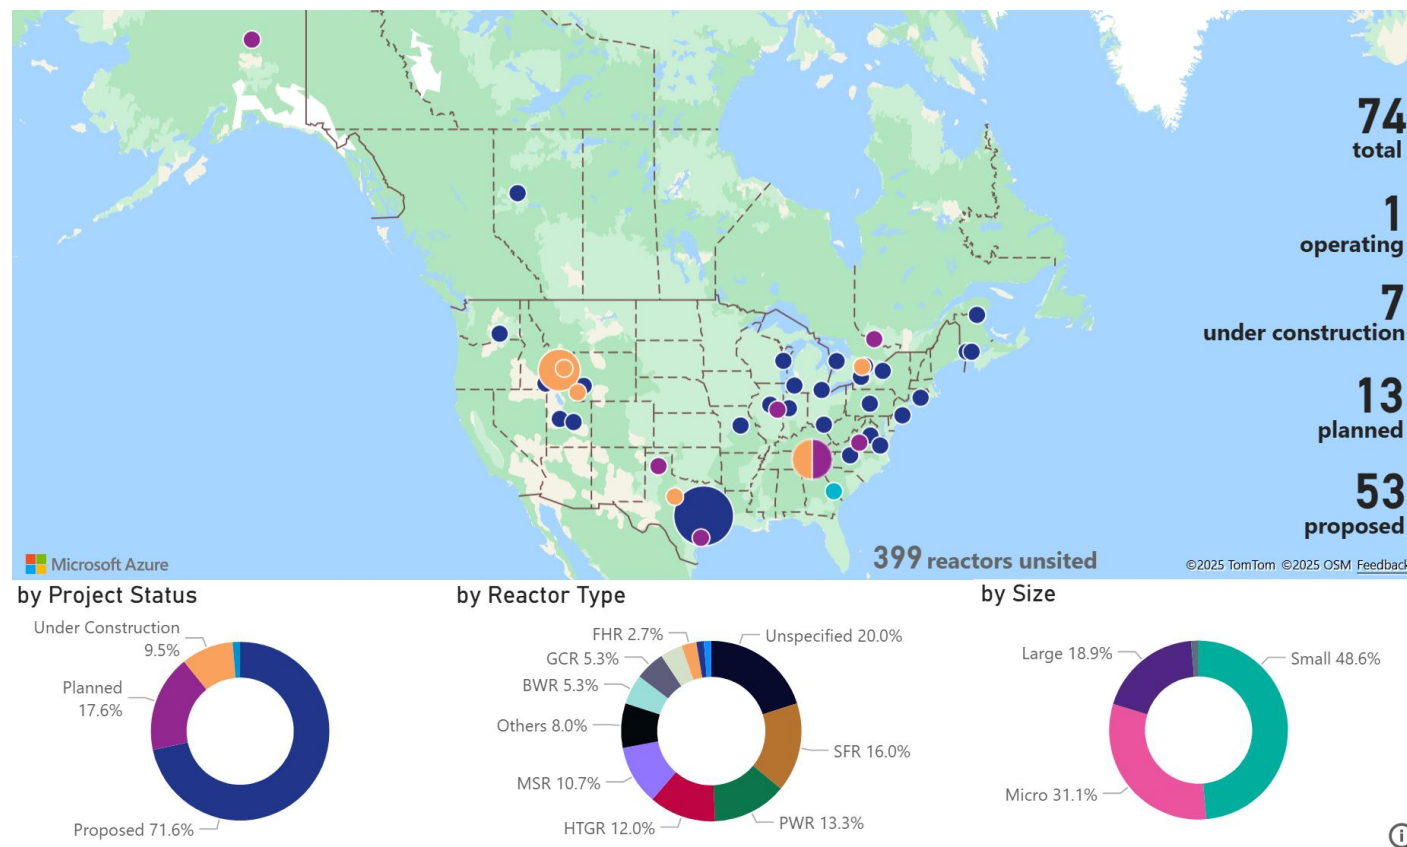 74
total
1
operating
7
under construction
13
planned
53
proposed
399 reactors unsited
Microsoft Azure
©2025 TomTom ©2025 OSM Feedback
by Project Status
Under Construction
9.5%
Planned
17.6%
Proposed 71.6%
by Reactor Type
FHR 2.7%
GCR 5.3%
BWR 5.3%
Others 8.0%
MSR 10.7%
HTGR 12.0%
Unspecified 20.0%
SFR 16.0%
PWR 13.3%
by Size
Large 18.9%
Small 48.6%
Micro 31.1%